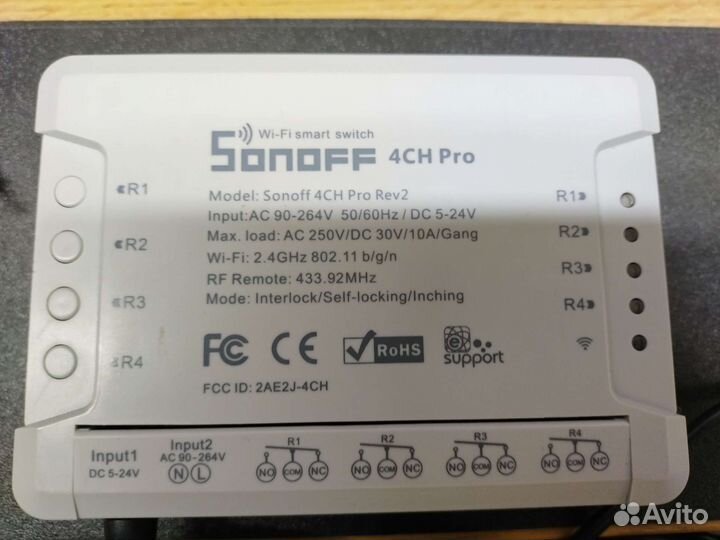 Wi-Fi smart switch
SONOFF 4CH Pro
Model: Sonoff 4CH Pro Rev2
Input:AC 90-264V 50/60Hz / DC 5-24V
Max. load: AC 250V/DC 30V/10A/Gang
Wi-Fi: 2.4GHz 802.11 b/g/n
RF Remote: 433.92MHz
Mode: Interlock/Self-locking/Inching
R1
R2
R3
R4
R1
R2
R3
R4
FC CE RoHS e support
FCC ID: 2AE2J-4CH
Input1
DC 5-24V
Input2
AC 90-264V
N L
R1
NO COM NC
R2
NO COM NC
R3
NO COM NC
R4
NO COM NC
Avito